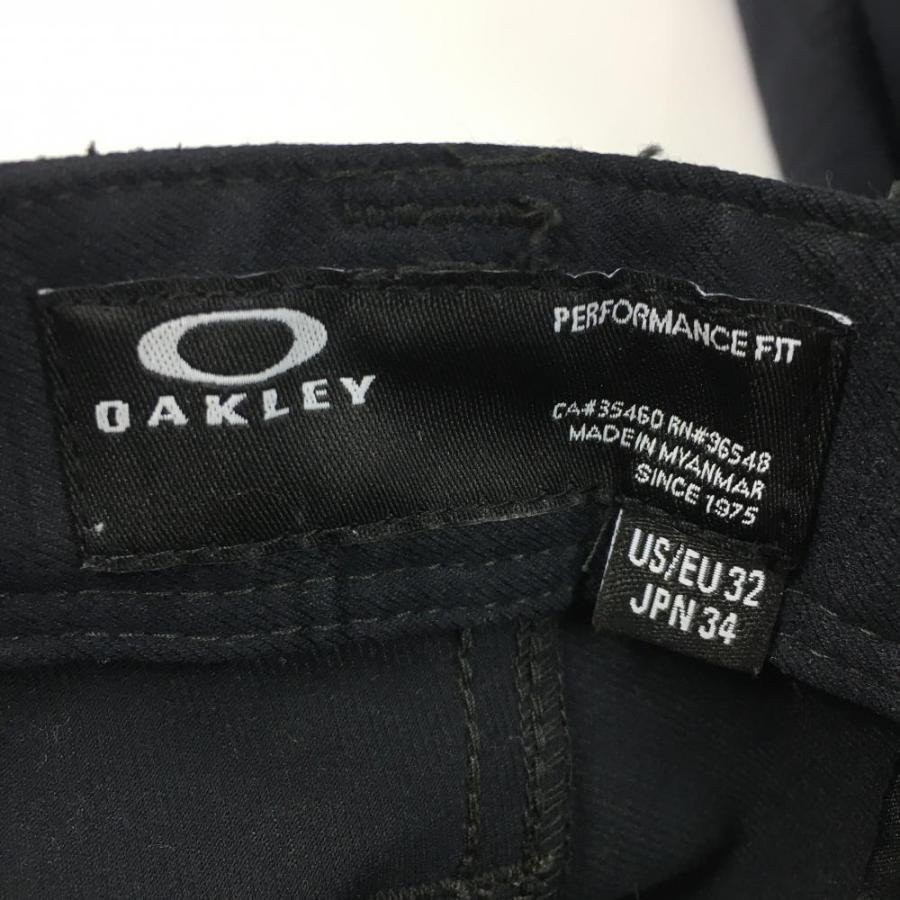 OAKLEY
PERFORMANCE FIT
CA#35460 RN#96548
MADE IN MYANMAR
SINCE 1975
US/EU 32
JPN 34